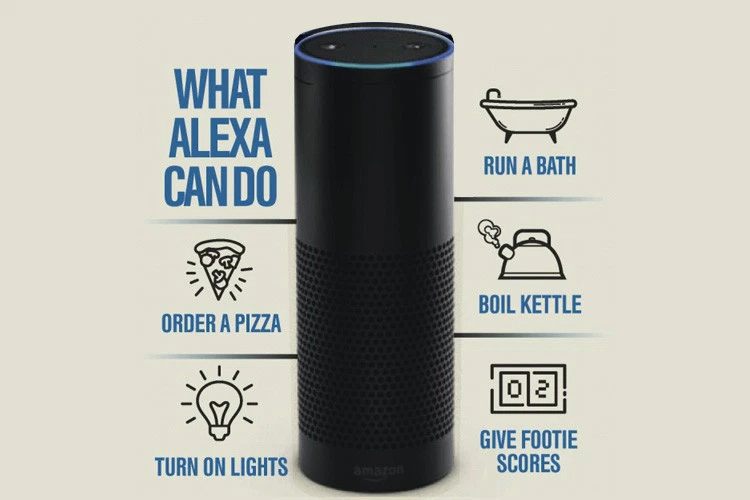 WHAT
ALEXA
CAN DO
ORDER A PIZZA
TURN ON LIGHTS
RUN A BATH
BOIL KETTLE
02
GIVE FOOTIE
SCORES
amazon